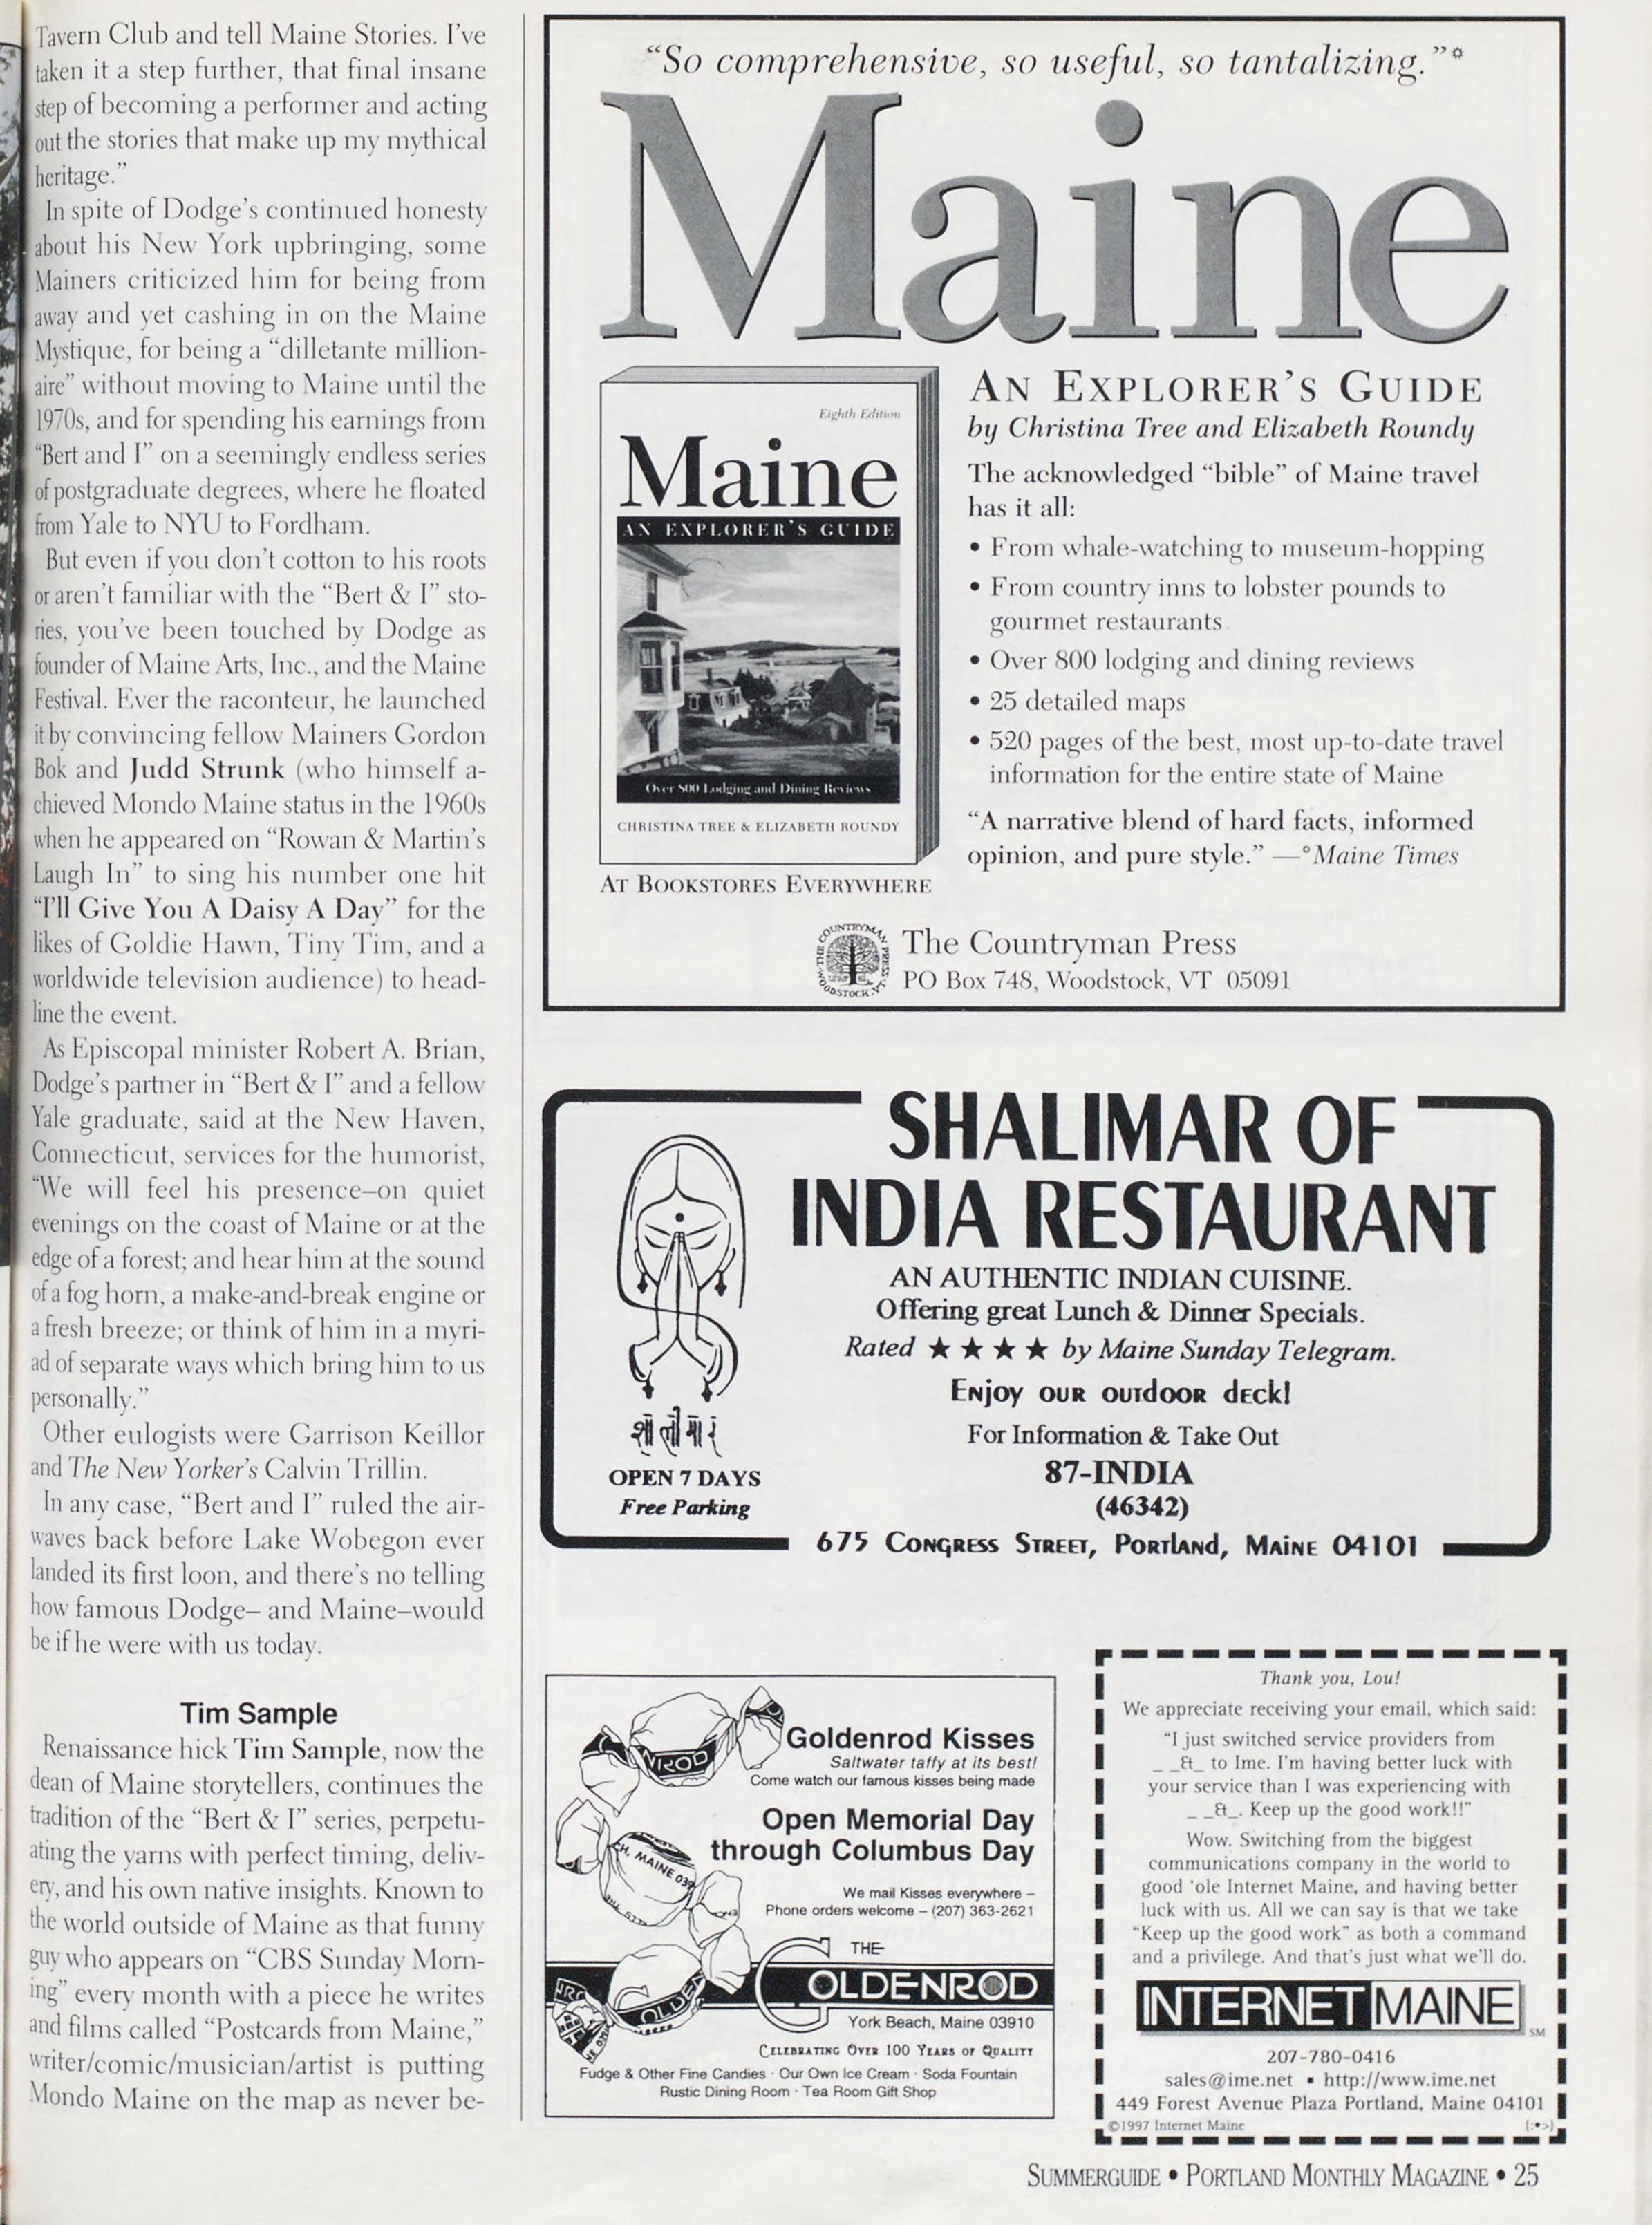 Tavern Club and tell Maine Stories. I've
taken it a step further, that final insane
step of becoming a performer and acting
out the stories that make up my mythical
heritage."
In spite of Dodge's continued honesty
about his New York upbringing, some
Mainers criticized him for being from
away and yet cashing in on the Maine
Mystique, for being a "dilletante million-
aire" without moving to Maine until the
1970s, and for spending his earnings from
"Bert and I" on a seemingly endless series
of postgraduate degrees, where he floated
from Yale to NYU to Fordham.
But even if you don't cotton to his roots
or aren't familiar with the "Bert & I" sto-
ries, you've been touched by Dodge as
founder of Maine Arts, Inc., and the Maine
Festival. Ever the raconteur, he launched
it by convincing fellow Mainers Gordon
Bok and Judd Strunk (who himself a-
chieved Mondo Maine status in the 1960s
when he appeared on "Rowan & Martin's
Laugh In" to sing his number one hit
"I'll Give You A Daisy A Day" for the
likes of Goldie Hawn, Tiny Tim, and a
worldwide television audience) to head-
line the event.
As Episcopal minister Robert A. Brian,
Dodge's partner in "Bert & I" and a fellow
Yale graduate, said at the New Haven,
Connecticut, services for the humorist,
"We will feel his presence–on quiet
evenings on the coast of Maine or at the
edge of a forest; and hear him at the sound
of a fog horn, a make-and-break engine or
a fresh breeze; or think of him in a myri-
ad of separate ways which bring him to us
personally."
Other eulogists were Garrison Keillor
and The New Yorker's Calvin Trillin.
In any case, "Bert and I" ruled the air-
waves back before Lake Wobegon ever
landed its first loon, and there's no telling
how famous Dodge– and Maine–would
be if he were with us today.
Tim Sample
Renaissance hick Tim Sample, now the
dean of Maine storytellers, continues the
tradition of the "Bert & I" series, perpetu-
ating the yarns with perfect timing, deliv-
ery, and his own native insights. Known to
the world outside of Maine as that funny
guy who appears on "CBS Sunday Morn-
ing" every month with a piece he writes
and films called "Postcards from Maine,"
writer/comic/musician/artist is putting
Mondo Maine on the map as never be-
"So comprehensive, so useful, so tantalizing."*
Maine
AN EXPLORER'S GUIDE
by Christina Tree and Elizabeth Roundy
The acknowledged "bible" of Maine travel
has it all:
• From whale-watching to museum-hopping
• From country inns to lobster pounds to
gourmet restaurants.
• Over 800 lodging and dining reviews
• 25 detailed maps
• 520 pages of the best, most up-to-date travel
information for the entire state of Maine
"A narrative blend of hard facts, informed
opinion, and pure style." —*Maine Times
Eighth Edition
Maine
AN EXPLORER'S GUIDE
Over 800 Lodging and Dining Reviews
CHRISTINA TREE & ELIZABETH ROUNDY
AT BOOKSTORES EVERYWHERE
THE COUNTRYMAN PRESS WOODSTOCK VT.
The Countryman Press
PO Box 748, Woodstock, VT 05091
SHALIMAR OF
INDIA RESTAURANT
AN AUTHENTIC INDIAN CUISINE.
Offering great Lunch & Dinner Specials.
Rated ★ ★ ★ ★ by Maine Sunday Telegram.
Enjoy our outdoor deck!
For Information & Take Out
87-INDIA
(46342)
OPEN 7 DAYS
Free Parking
675 Congress Street, Portland, Maine 04101
Goldenrod Kisses
Saltwater taffy at its best!
Come watch our famous kisses being made
Open Memorial Day
through Columbus Day
We mail Kisses everywhere –
Phone orders welcome – (207) 363-2621
THE
GOLDENROD
York Beach, Maine 03910
CELEBRATING OVER 100 YEARS OF QUALITY
Fudge & Other Fine Candies · Our Own Ice Cream · Soda Fountain
Rustic Dining Room · Tea Room Gift Shop
Thank you, Lou!
We appreciate receiving your email, which said:
"I just switched service providers from
_ _&_ to Ime. I'm having better luck with
your service than I was experiencing with
_ _&_. Keep up the good work!!"
Wow. Switching from the biggest
communications company in the world to
good 'ole Internet Maine, and having better
luck with us. All we can say is that we take
"Keep up the good work" as both a command
and a privilege. And that's just what we'll do.
INTERNET MAINE
SM
207-780-0416
sales@ime.net ▪ http://www.ime.net
449 Forest Avenue Plaza Portland, Maine 04101
©1997 Internet Maine
(:•>)
SUMMERGUIDE • PORTLAND MONTHLY MAGAZINE • 25